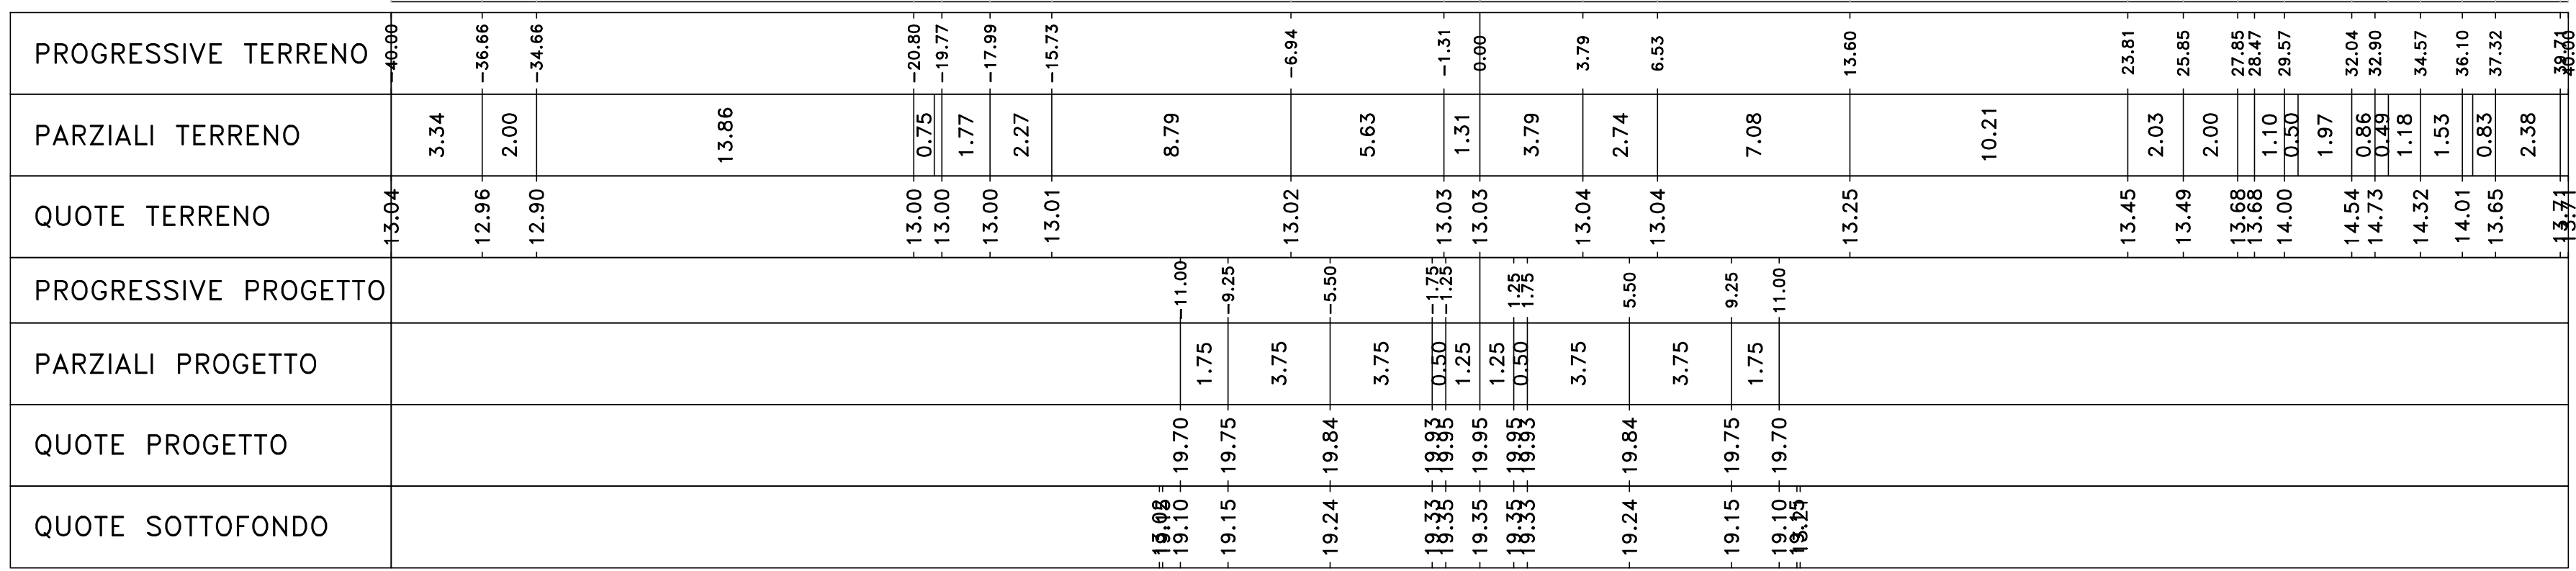 PROGRESSIVE TERRENO -40.00 -36.66 -34.66 -20.80 -19.77 -17.99 -15.73 -6.94 -1.31 0.00 3.79 6.53 13.60 23.81 25.85 27.85 28.47 29.57 32.04 32.90 34.57 36.10 37.32 39.71 40.00
PARZIALI TERRENO 3.34 2.00 13.86 0.75 1.77 2.27 8.79 5.63 1.31 3.79 2.74 7.08 10.21 2.03 2.00 1.10 0.50 1.97 0.86 0.49 1.18 1.53 0.83 2.38
QUOTE TERRENO 13.04 12.96 12.90 13.00 13.00 13.00 13.01 13.02 13.03 13.03 13.04 13.04 13.25 13.45 13.49 13.68 13.68 14.00 14.54 14.73 14.32 14.01 13.65 13.71
PROGRESSIVE PROGETTO -11.00 -9.25 -5.50 -1.75 -1.25 1.25 1.75 5.50 9.25 11.00
PARZIALI PROGETTO 1.75 3.75 3.75 0.50 1.25 1.25 0.50 3.75 3.75 1.75
QUOTE PROGETTO 19.70 19.75 19.84 19.93 19.95 19.95 19.95 19.93 19.84 19.75 19.70
QUOTE SOTTOFONDO 19.10 19.15 19.24 19.33 19.35 19.35 19.35 19.33 19.24 19.15 19.10